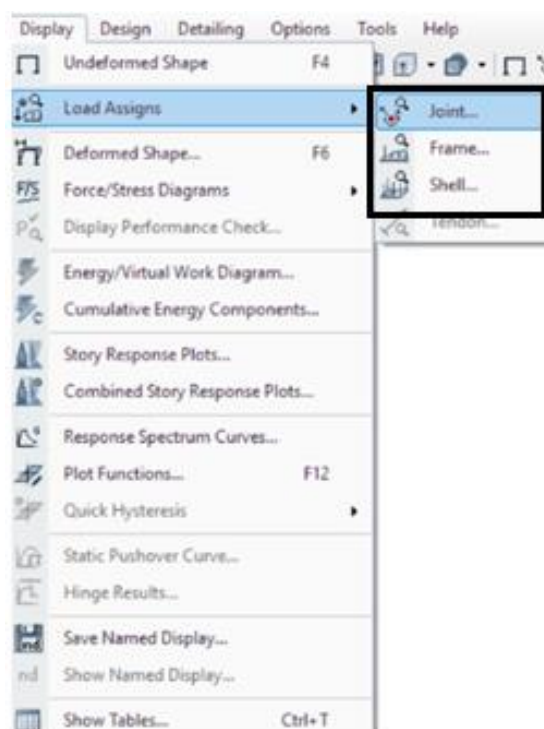 Display Design Detailing Options Tools Help
Undeformed Shape F4
Load Assigns
Joint...
Frame...
Shell...
Tendon...
Deformed Shape... F6
F/S Force/Stress Diagrams
Display Performance Check...
Energy/Virtual Work Diagram...
Cumulative Energy Components...
Story Response Plots...
Combined Story Response Plots...
Response Spectrum Curves...
Plot Functions... F12
Quick Hysteresis
Static Pushover Curve...
Hinge Results...
nd Save Named Display...
nd Show Named Display...
Show Tables... Ctrl+T